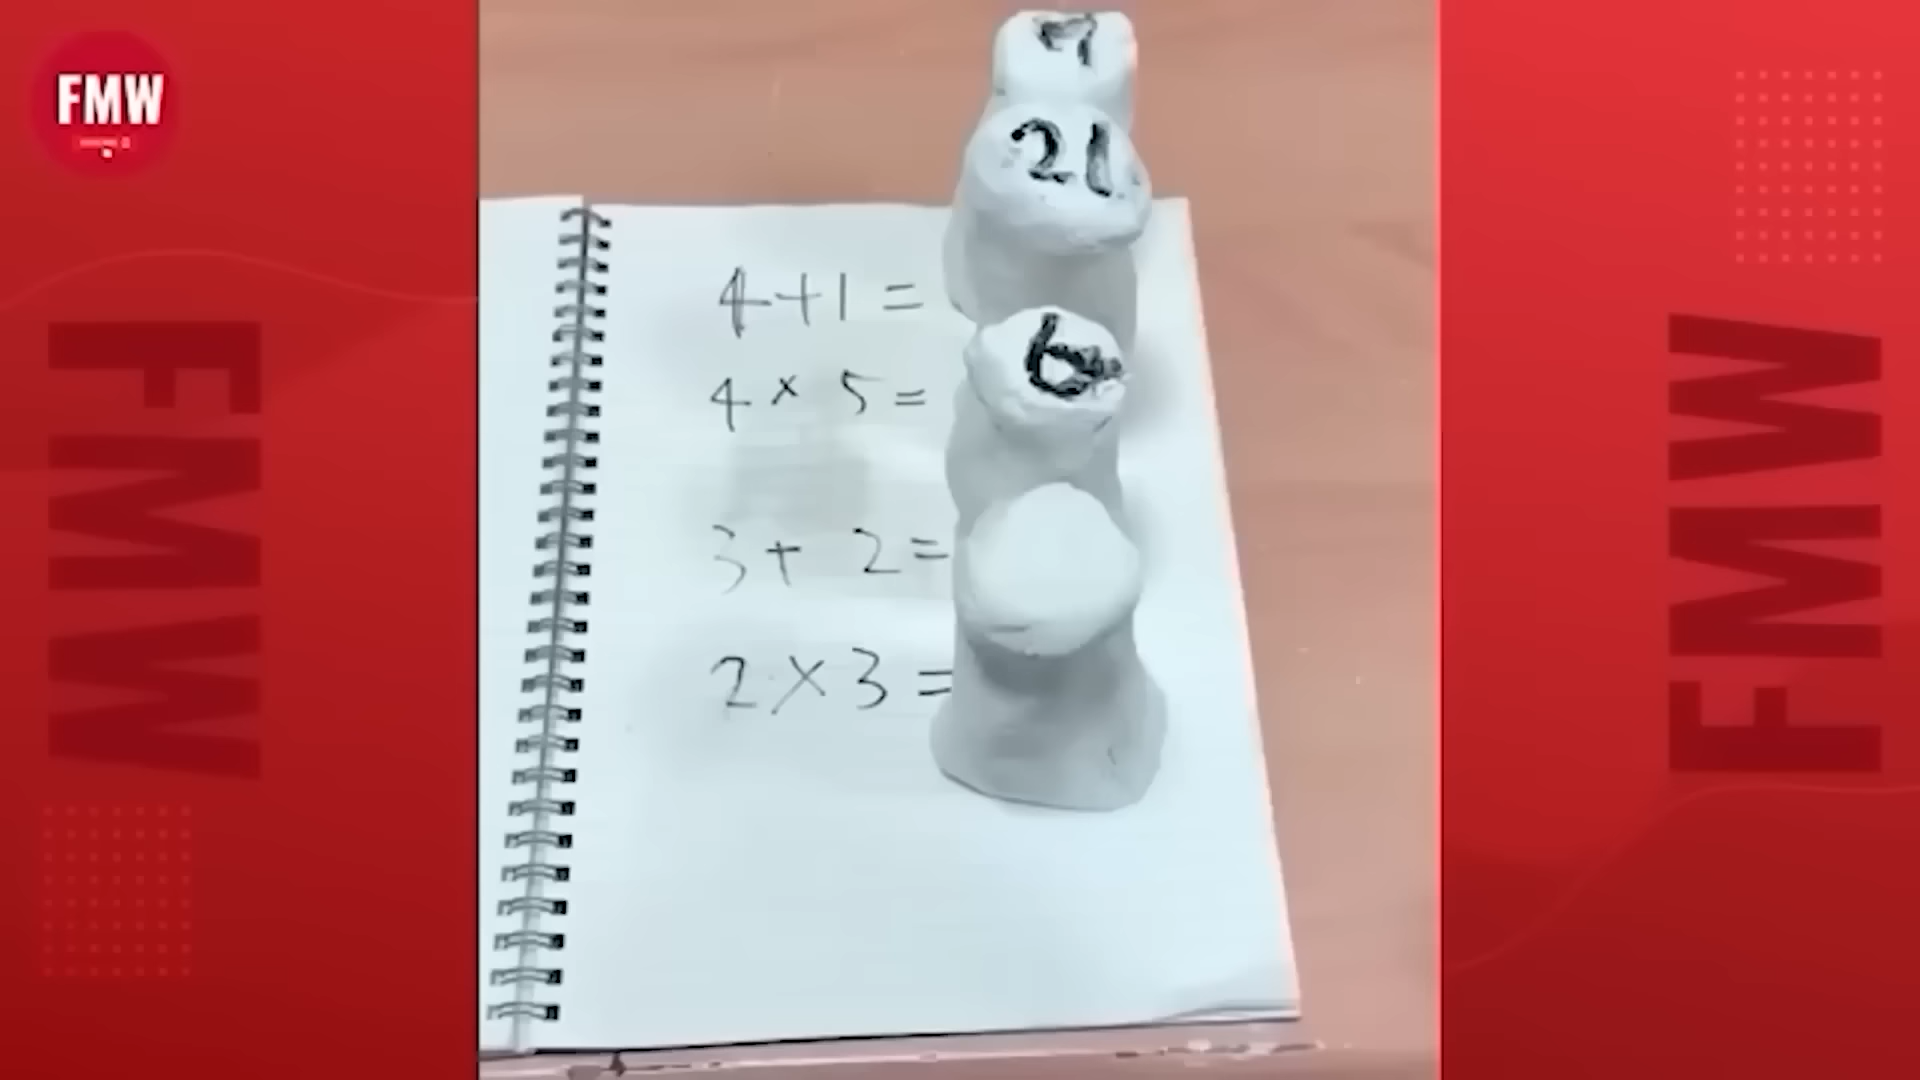 FMW
FMW
FMW
21
6
4+1=
4×5=
3+ 2=
2×3=